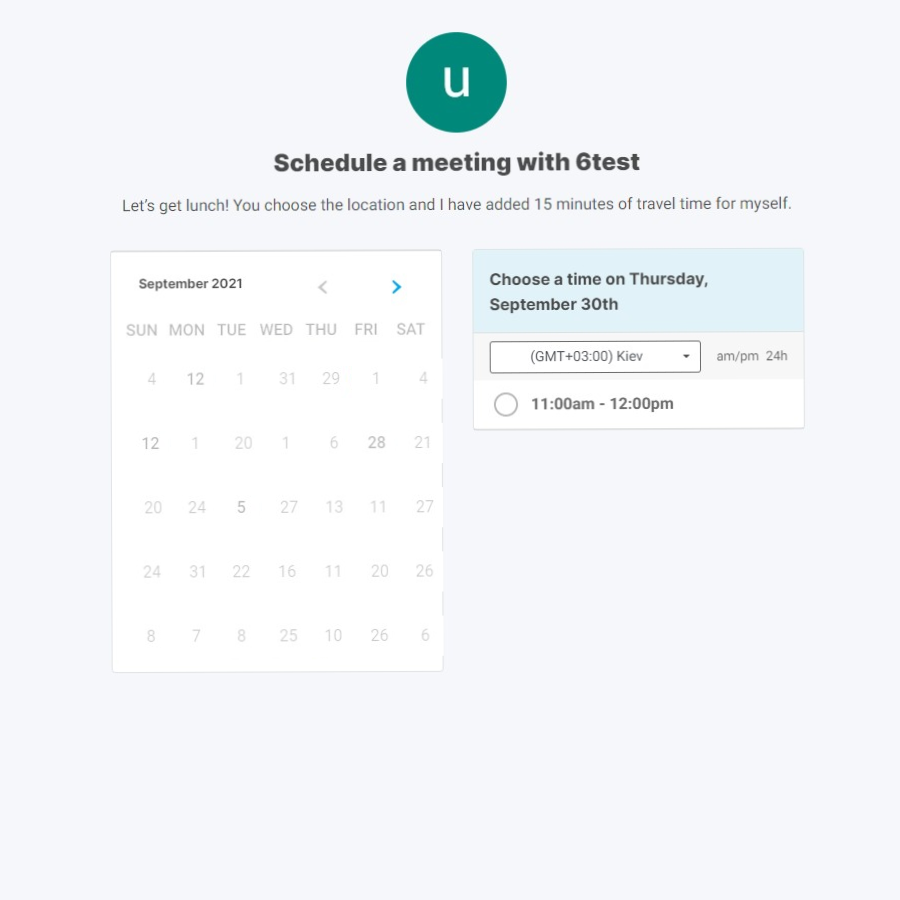 u
Schedule a meeting with 6test
Let's get lunch! You choose the location and I have added 15 minutes of travel time for myself.
September 2021
SUN MON TUE WED THU FRI SAT
4 12 1 31 29 1 4
12 1 20 1 6 28 21
20 24 5 27 13 11 27
24 31 22 16 11 20 26
8 7 8 25 10 26 6
Choose a time on Thursday,
September 30th
(GMT+03:00) Kiev am/pm 24h
11:00am - 12:00pm